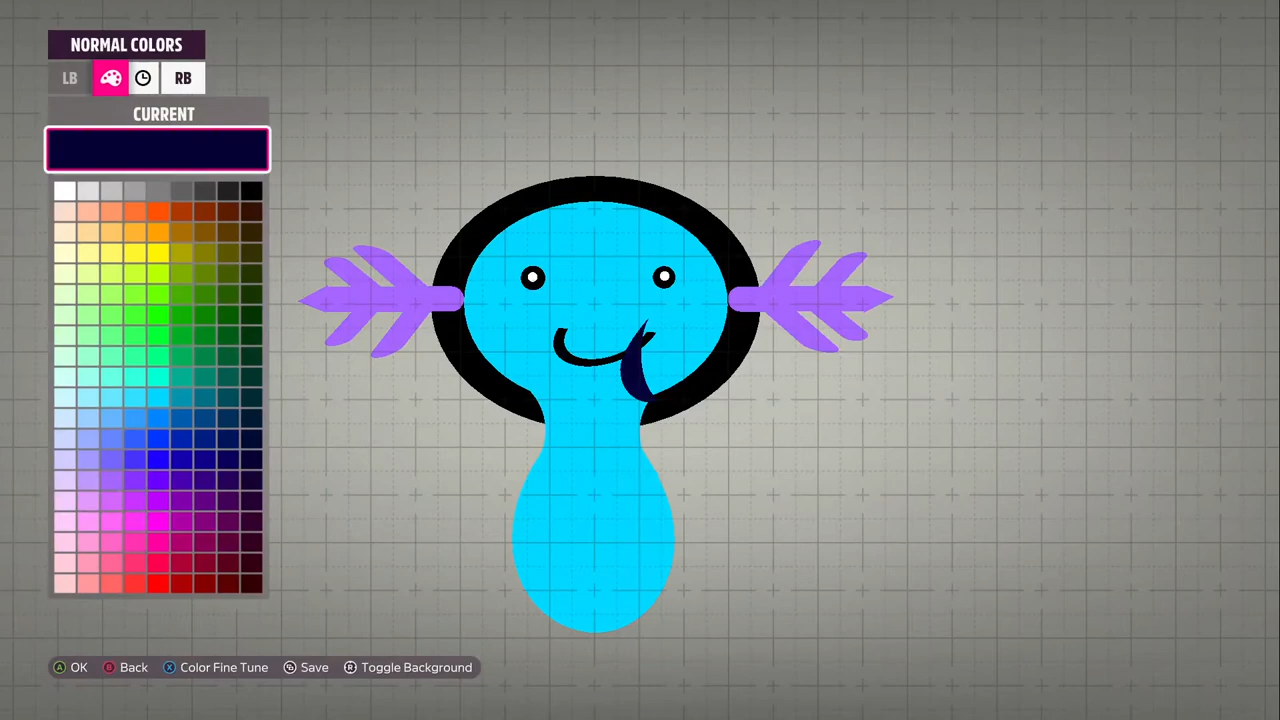 NORMAL COLORS
LB RB
CURRENT
A OK B Back X Color Fine Tune Save R Toggle Background